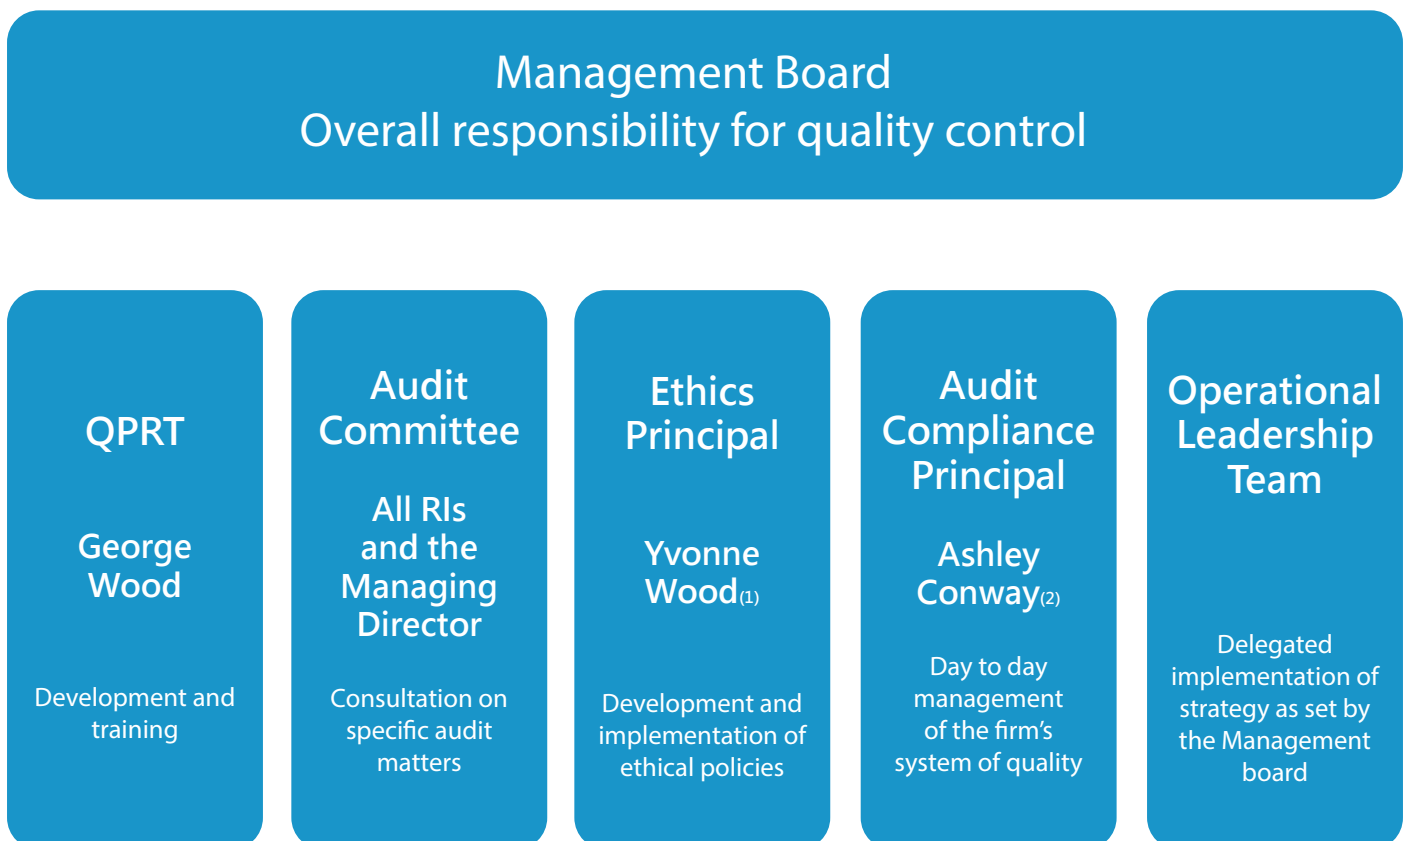 Management Board
Overall responsibility for quality control
QPRT
George
Wood
Development and
training
Audit
Committee
All RIs
and the
Managing
Director
Consultation on
specific audit
matters
Ethics
Principal
Yvonne
Wood(1)
Development and
implementation of
ethical policies
Audit
Compliance
Principal
Ashley
Conway(2)
Day to day
management
of the firm’s
system of quality
Operational
Leadership
Team
Delegated
implementation of
strategy as set by
the Management
board